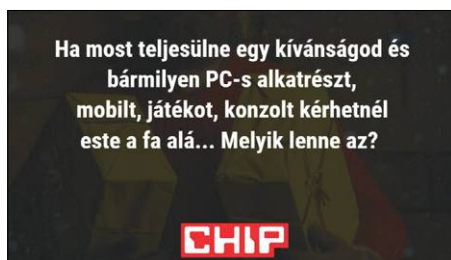 Ha most teljesülne egy kívánságod és
bármilyen PC-s alkatrészt,
mobilt, játékot, konzolt kérhetnél
este a fa alá... Melyik lenne az?
CHIP